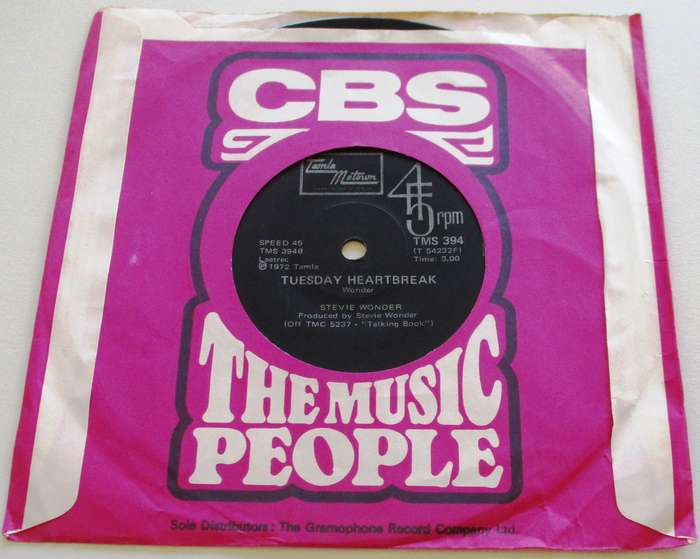 CBS
Tamla
Motown
45 rpm
SPEED 45
TMS 394B
Laetrec
℗ 1972 Tamla
TMS 394
(T 54232F)
Time: 3.00
TUESDAY HEARTBREAK
Wonder
STEVIE WONDER
Produced by Stevie Wonder
(Off TMC 5237 - "Talking Book")
THE MUSIC
PEOPLE
Sole Distributors: The Gramophone Record Company Ltd.